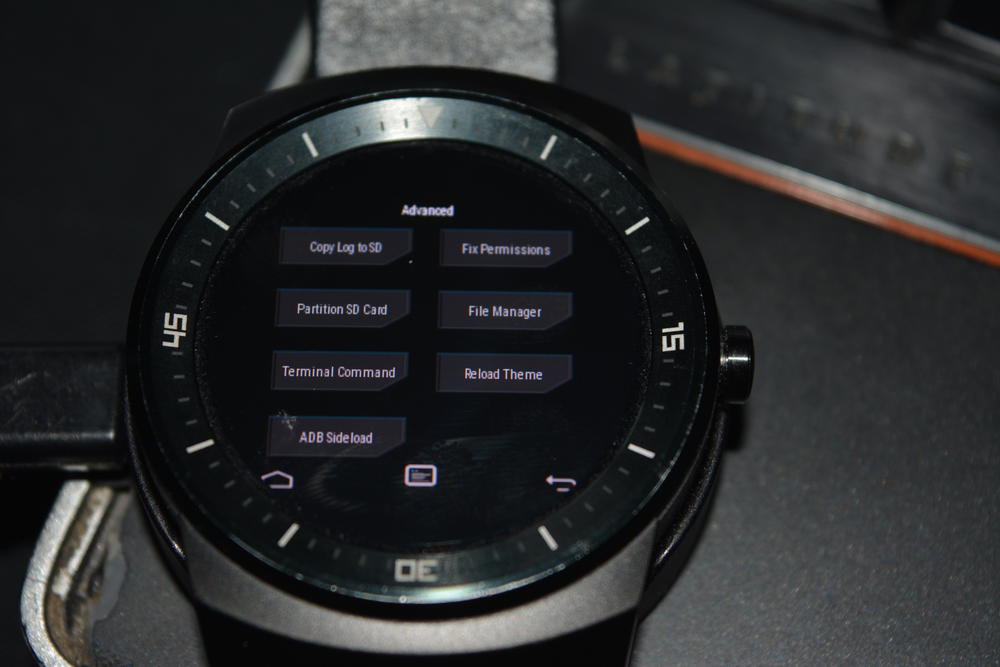 Advanced
Copy Log to SD
Fix Permissions
Partition SD Card
File Manager
45
15
Terminal Command
Reload Theme
ADB Sideload
30
LATITUDE